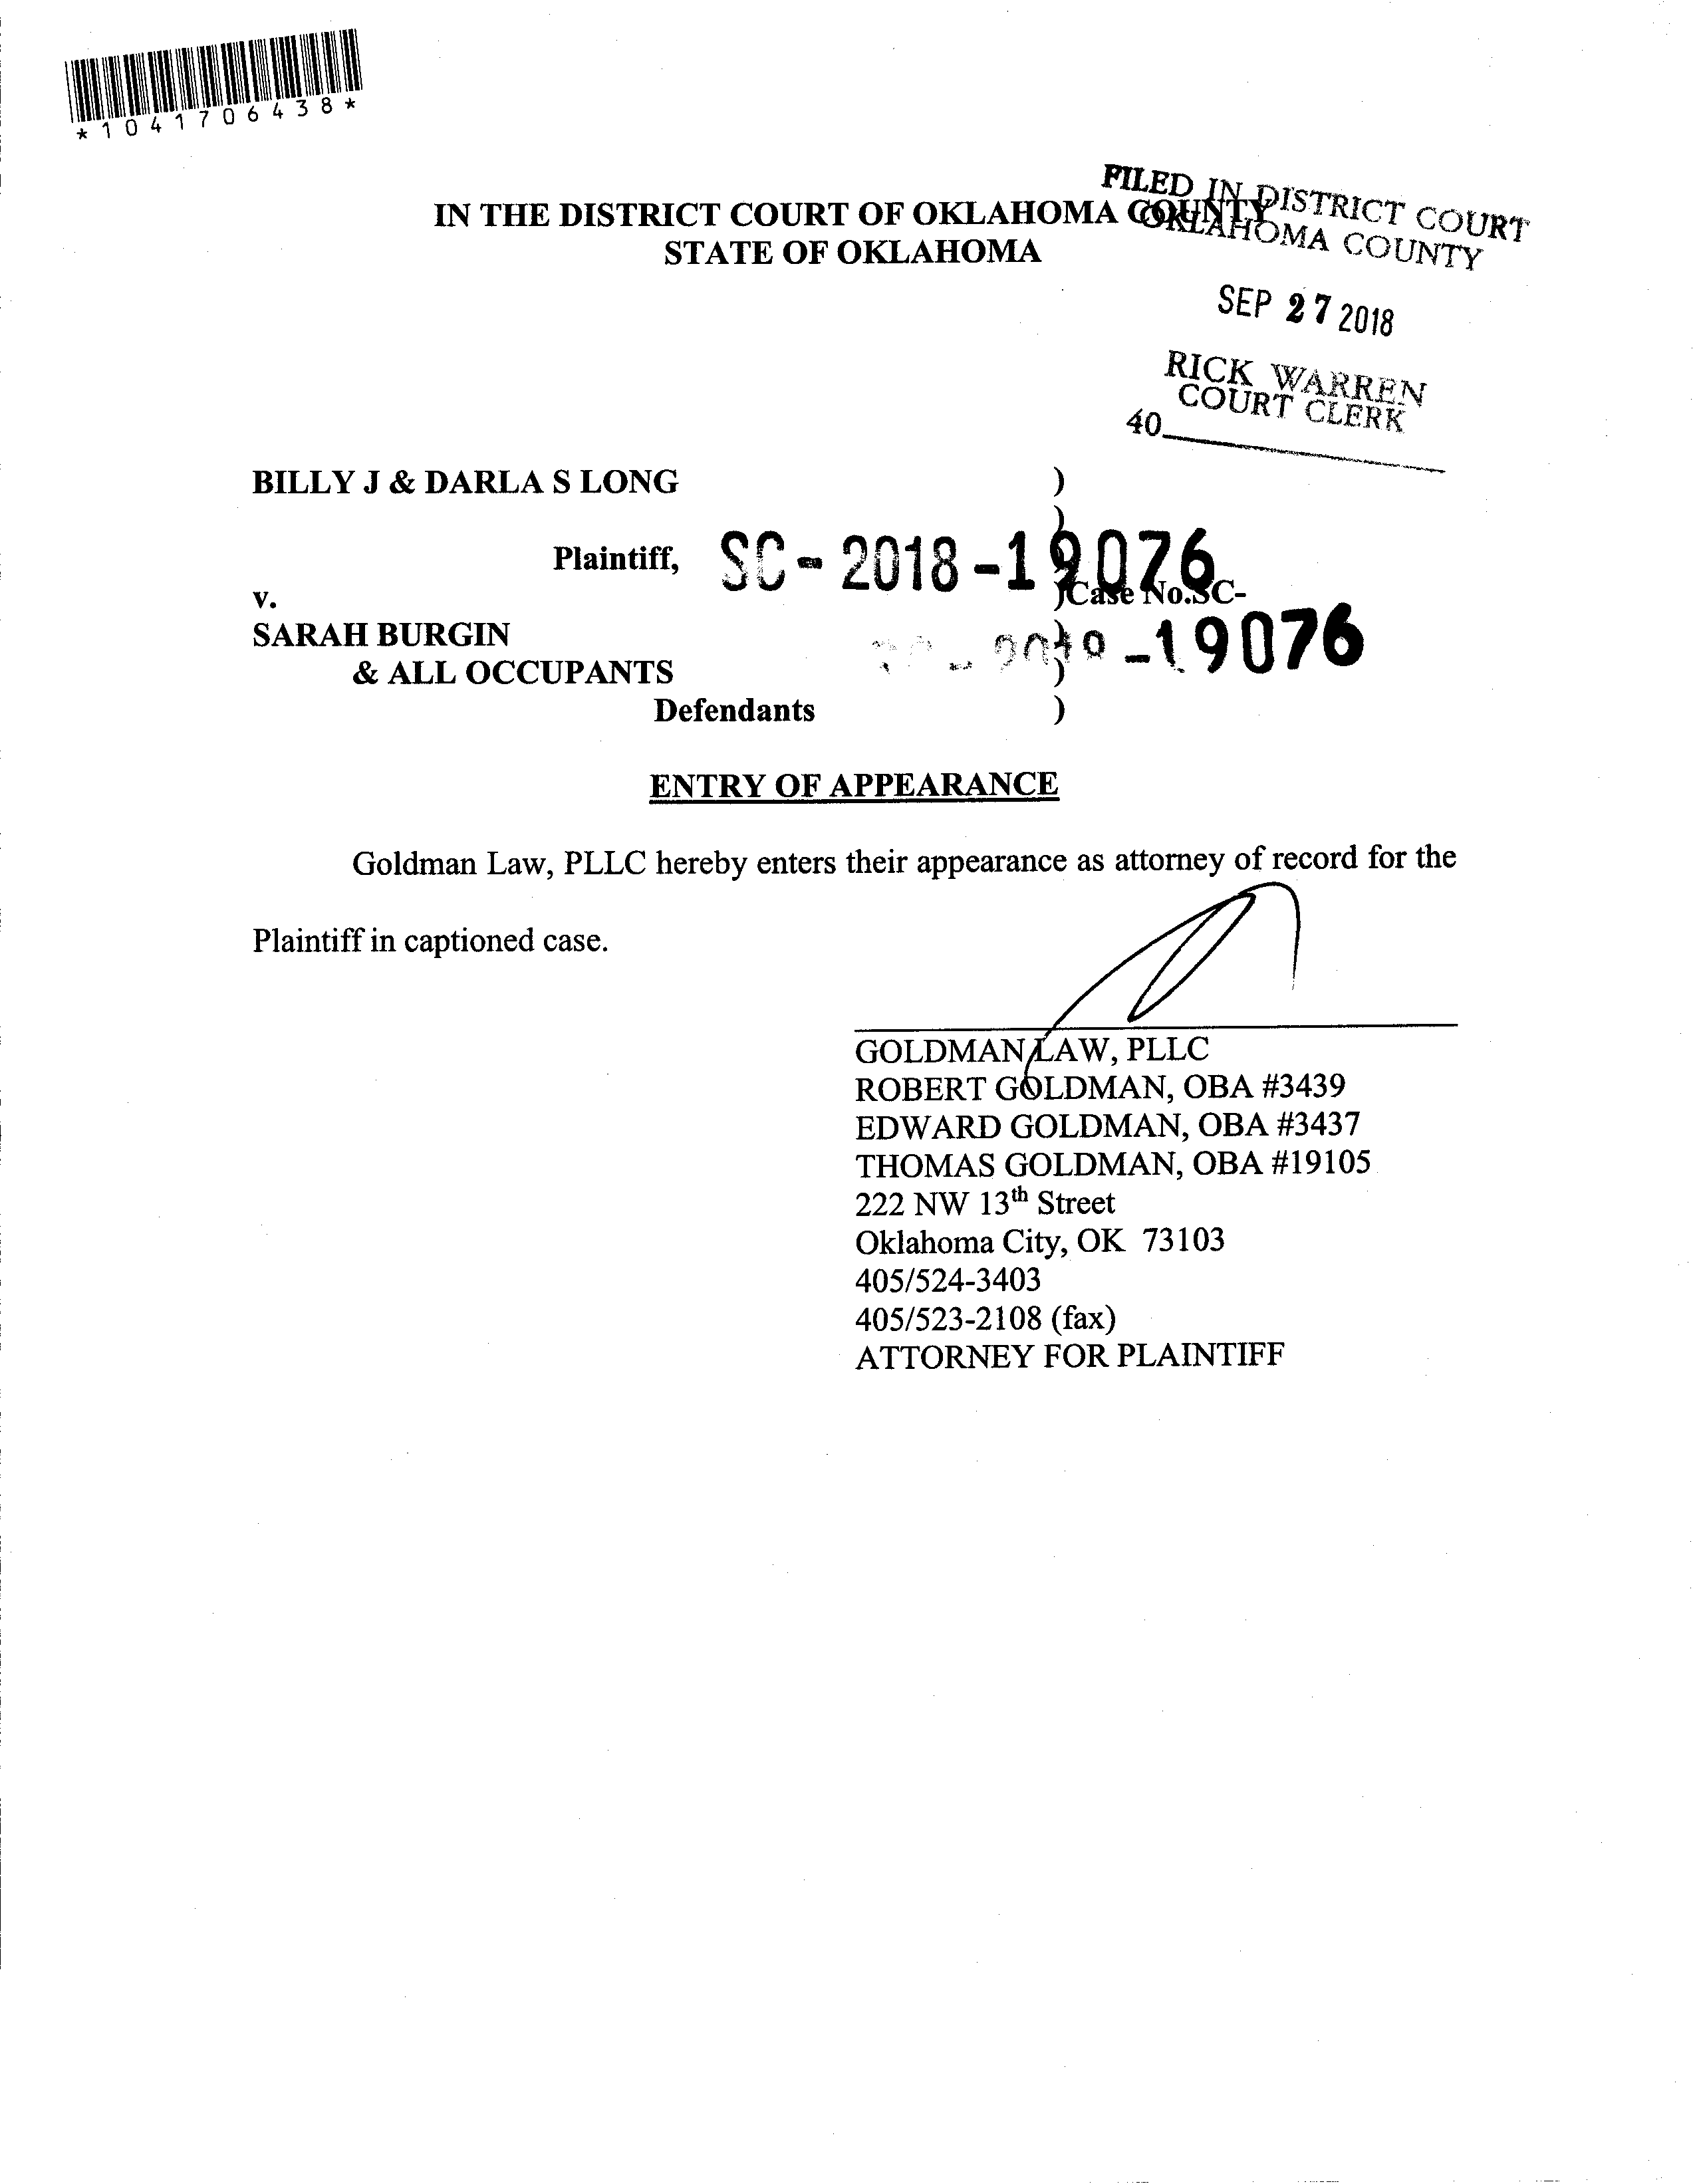 *1041706438*
FILED IN DISTRICT COURT
OKLAHOMA COUNTY
IN THE DISTRICT COURT OF OKLAHOMA COUNTY
STATE OF OKLAHOMA
SEP 27 2018
RICK WARREN
COURT CLERK
40
BILLY J & DARLA S LONG )
)
Plaintiff, SC-2018-19076
)Case No.SC-
v.
SARAH BURGIN )
-19076
& ALL OCCUPANTS )
Defendants )
ENTRY OF APPEARANCE
Goldman Law, PLLC hereby enters their appearance as attorney of record for the
Plaintiff in captioned case.
GOLDMAN LAW, PLLC
ROBERT GOLDMAN, OBA #3439
EDWARD GOLDMAN, OBA #3437
THOMAS GOLDMAN, OBA #19105
222 NW 13th Street
Oklahoma City, OK 73103
405/524-3403
405/523-2108 (fax)
ATTORNEY FOR PLAINTIFF